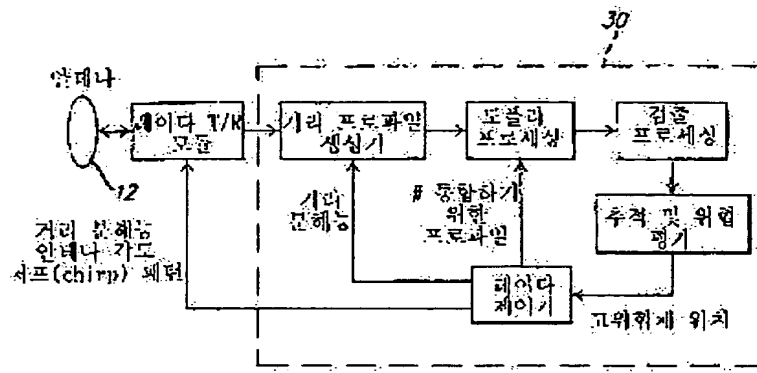 30
안테나
레이다 T/R
모듈
거리 프로파일
생성기
도플러
프로세싱
검출
프로세싱
12
거리 분해능
안테나 각도
처프(chirp) 패턴
거리
분해능
# 통합하기
위한
프로파일
추적 및 위협
평가
레이다
제어기
고위험체 위치